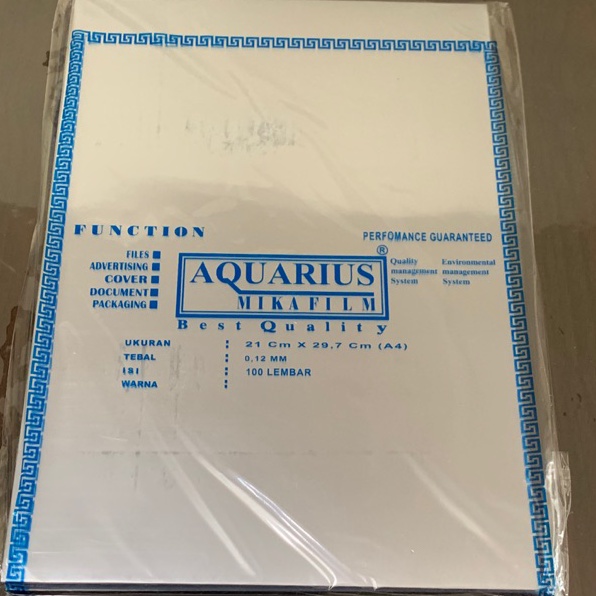 FUNCTION
PERFOMANCE GUARANTEED
FILES
ADVERTISING
COVER
DOCUMENT
PACKAGING
AQUARIUS ®
MIKAFILM
Best Quality
Quality management System
Environmental management System
UKURAN : 21 Cm X 29,7 Cm (A4)
TEBAL : 0,12 MM
ISI : 100 LEMBAR
WARNA :